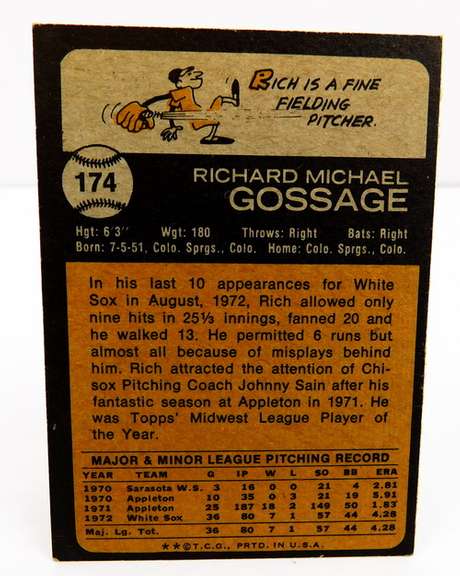 RICH IS A FINE
FIELDING
PITCHER.
174
RICHARD MICHAEL
GOSSAGE
Hgt: 6'3" Wgt: 180 Throws: Right Bats: Right
Born: 7-5-51, Colo. Sprgs., Colo. Home: Colo. Sprgs., Colo.
In his last 10 appearances for White
Sox in August, 1972, Rich allowed only
nine hits in 25⅓ innings, fanned 20 and
he walked 13. He permitted 6 runs but
almost all because of misplays behind
him. Rich attracted the attention of Chi-
sox Pitching Coach Johnny Sain after his
fantastic season at Appleton in 1971. He
was Topps' Midwest League Player of
the Year.
MAJOR & MINOR LEAGUE PITCHING RECORD
YEAR TEAM G IP W L SO BB ERA
1970 Sarasota W.S. 3 16 0 0 21 4 2.81
1970 Appleton 10 35 0 3 21 19 5.91
1971 Appleton 25 187 18 2 149 50 1.83
1972 White Sox 36 80 7 1 57 44 4.28
Maj. Lg. Tot. 36 80 7 1 57 44 4.28
**©T.C.G., PRTD. IN U.S.A.